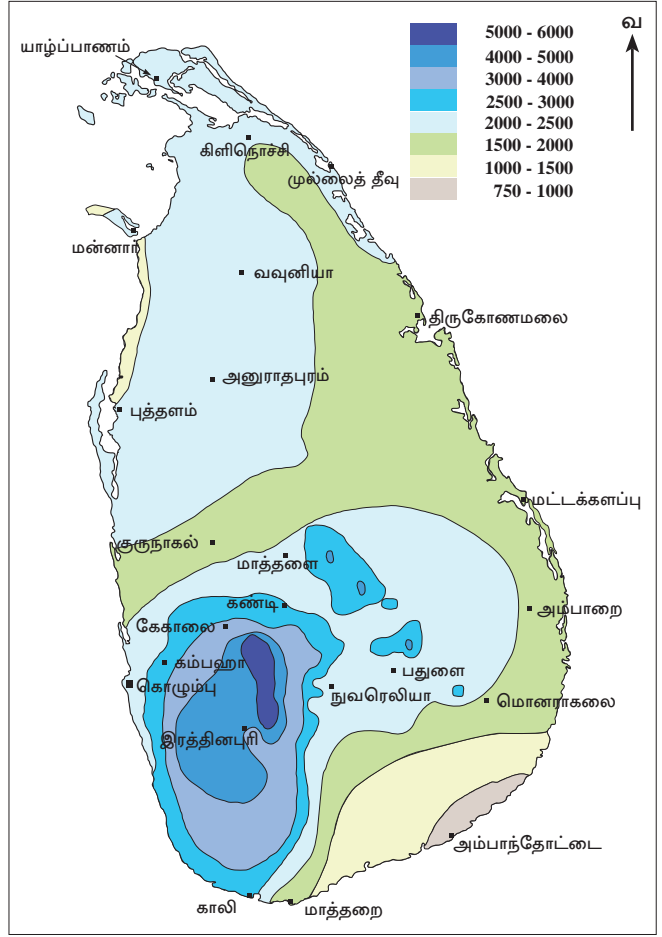 வ
5000 - 6000
4000 - 5000
3000 - 4000
2500 - 3000
2000 - 2500
1500 - 2000
1000 - 1500
750 - 1000
யாழ்ப்பாணம்
கிளிநொச்சி
முல்லைத் தீவு
மன்னார்
வவுனியா
திருகோணமலை
அனுராதபுரம்
புத்தளம்
மட்டக்களப்பு
குருநாகல்
மாத்தளை
கண்டி
அம்பாறை
கேகாலை
கம்பஹா
பதுளை
கொழும்பு
நுவரெலியா
மொனராகலை
இரத்தினபுரி
அம்பாந்தோட்டை
காலி
மாத்தறை